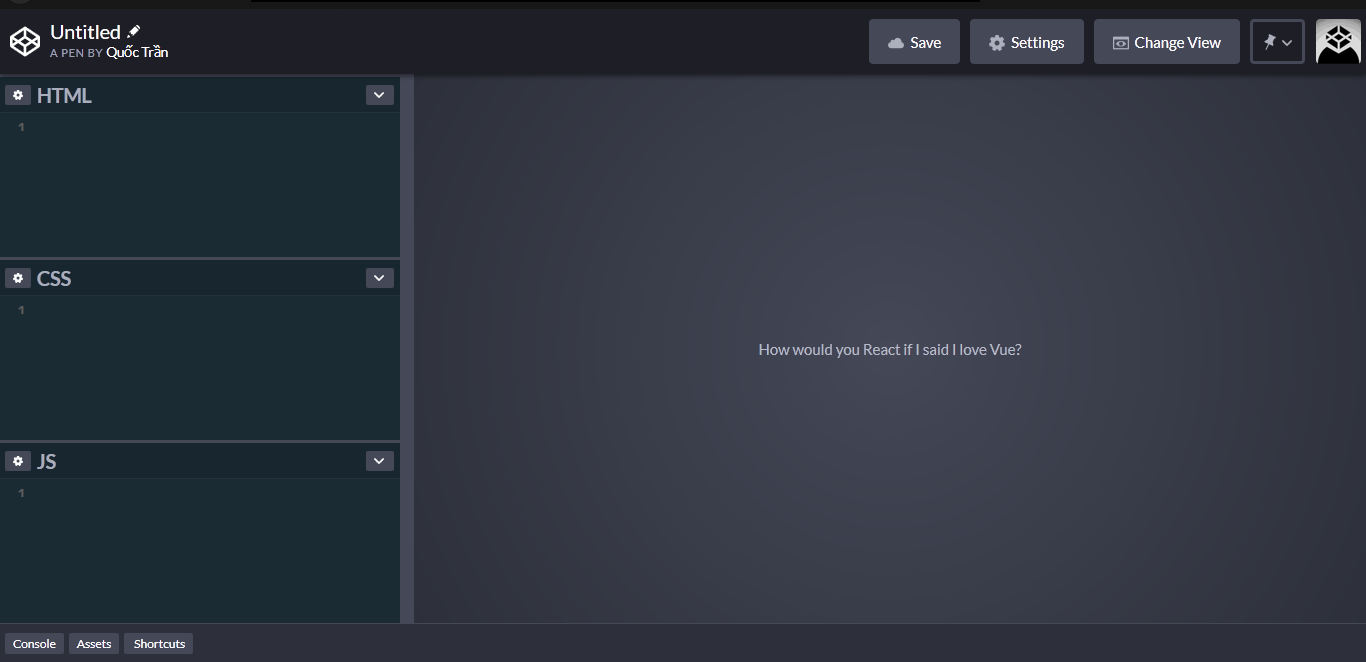 Untitled
A PEN BY Quốc Trần
Save
Settings
Change View
HTML
1
CSS
1
JS
1
How would you React if I said I love Vue?
Console
Assets
Shortcuts